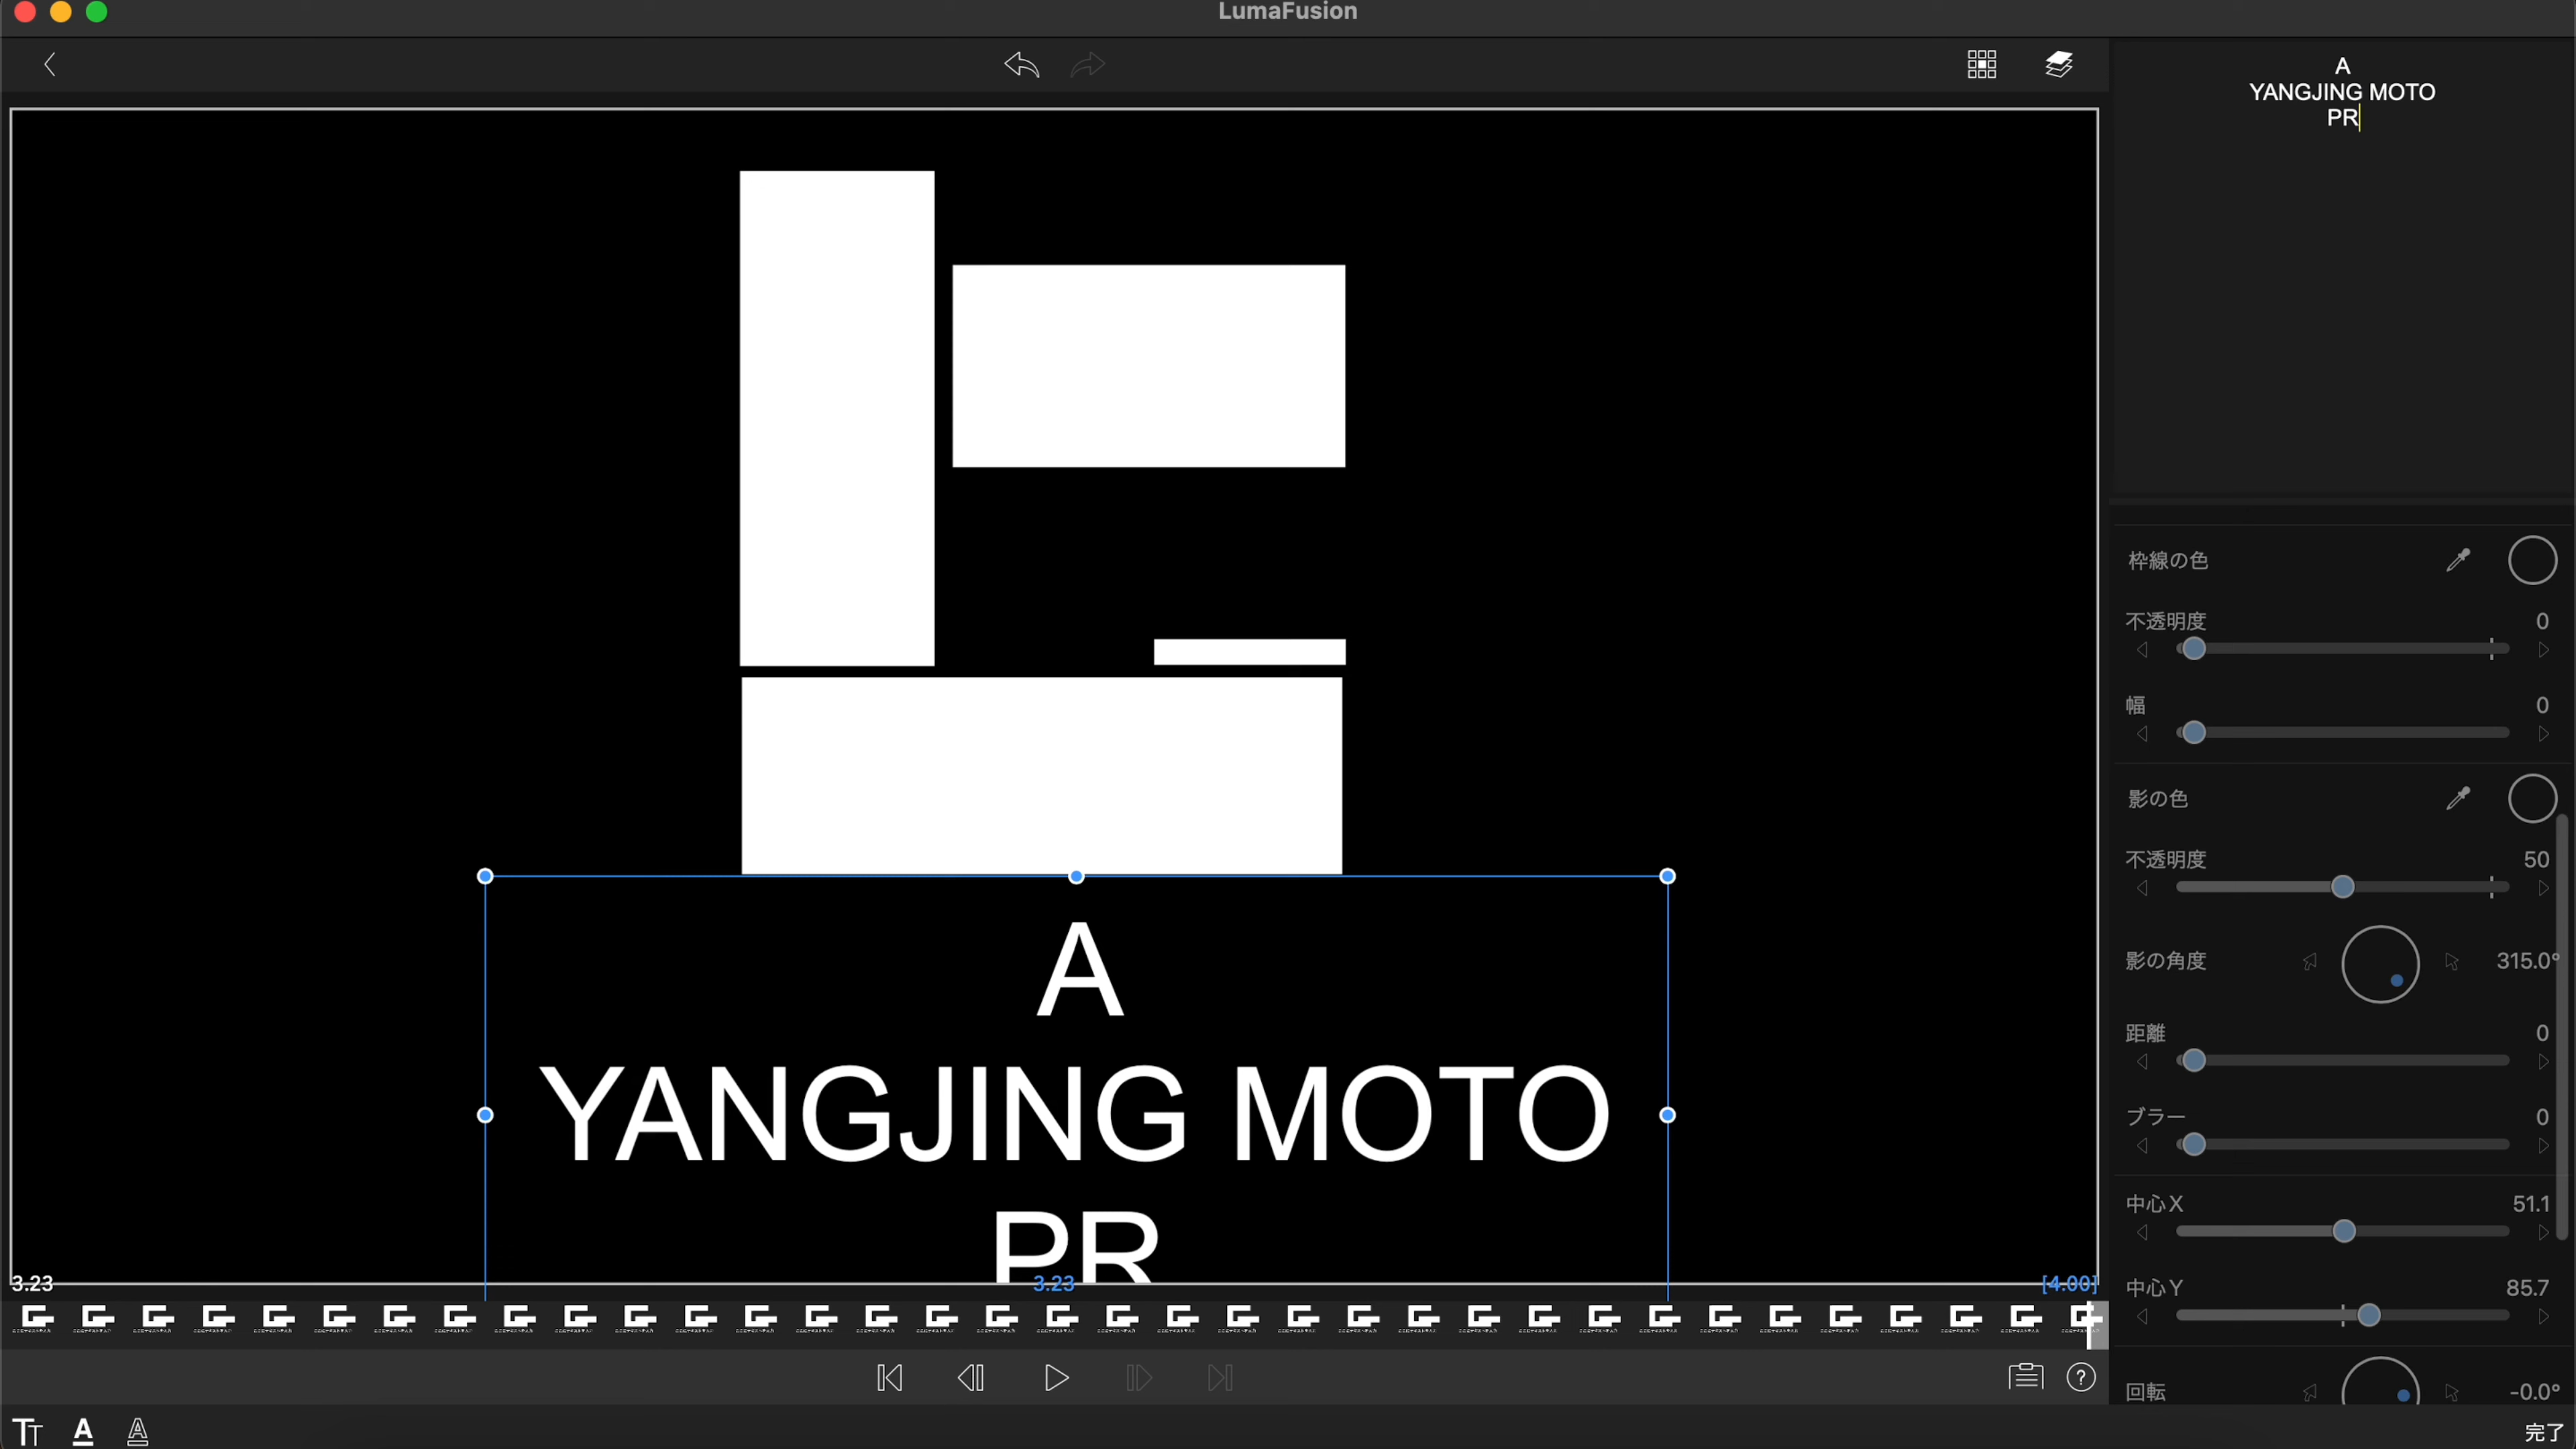 LumaFusion
A
YANGJING MOTO
PR
枠線の色
不透明度 0
幅 0
影の色
不透明度 50
影の角度 315.0°
距離 0
ブラー 0
中心X 51.1
中心Y 85.7
回転 -0.0°
A
YANGJING MOTO
PR
3.23
3.23
[4.00]
完了